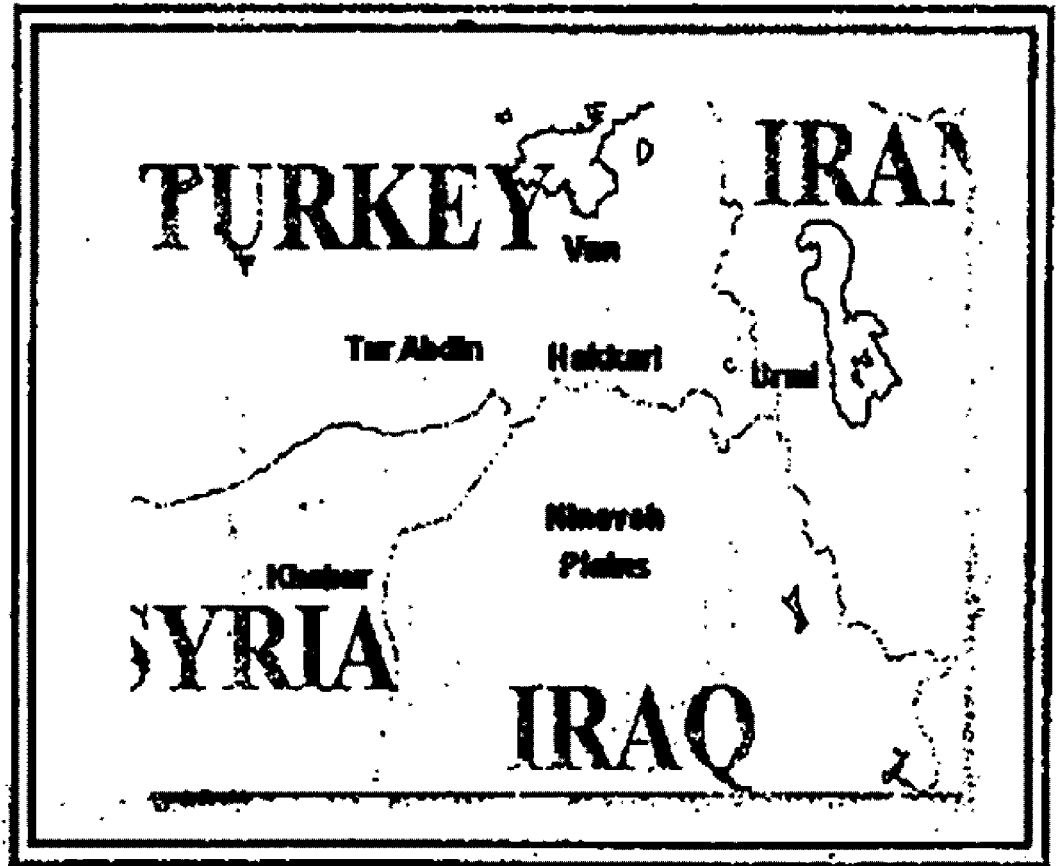 TURKEY
IRAN
Van
Tur Abdin
Hakkari
Urmi
Nineveh
Plains
Khabur
SYRIA
IRAQ